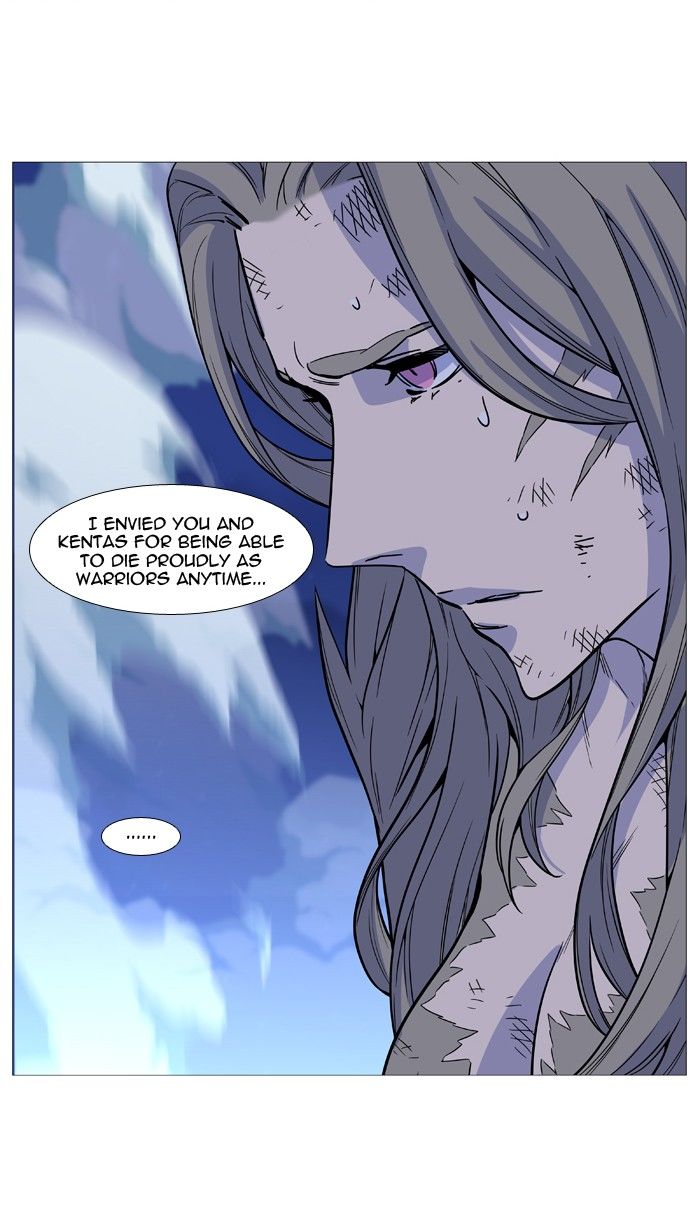 I ENVIED YOU AND
KENTAS FOR BEING ABLE
TO DIE PROUDLY AS
WARRIORS ANYTIME...
......